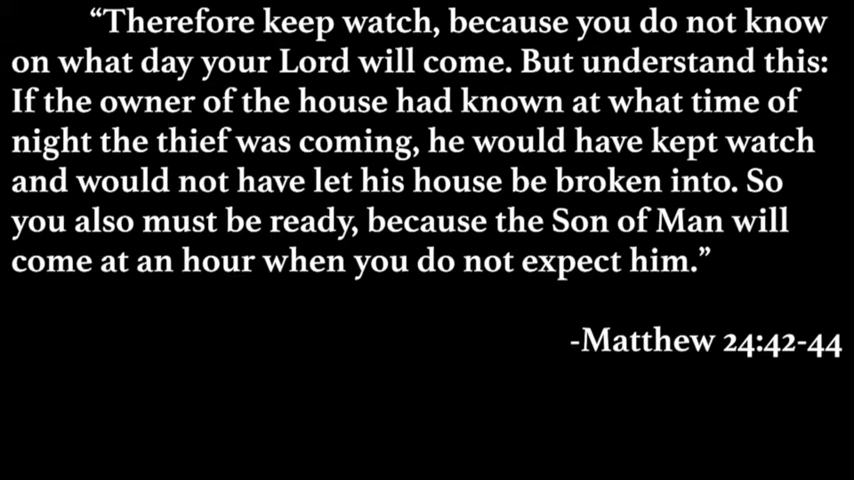 “Therefore keep watch, because you do not know
on what day your Lord will come. But understand this:
If the owner of the house had known at what time of
night the thief was coming, he would have kept watch
and would not have let his house be broken into. So
you also must be ready, because the Son of Man will
come at an hour when you do not expect him.”
-Matthew 24:42-44